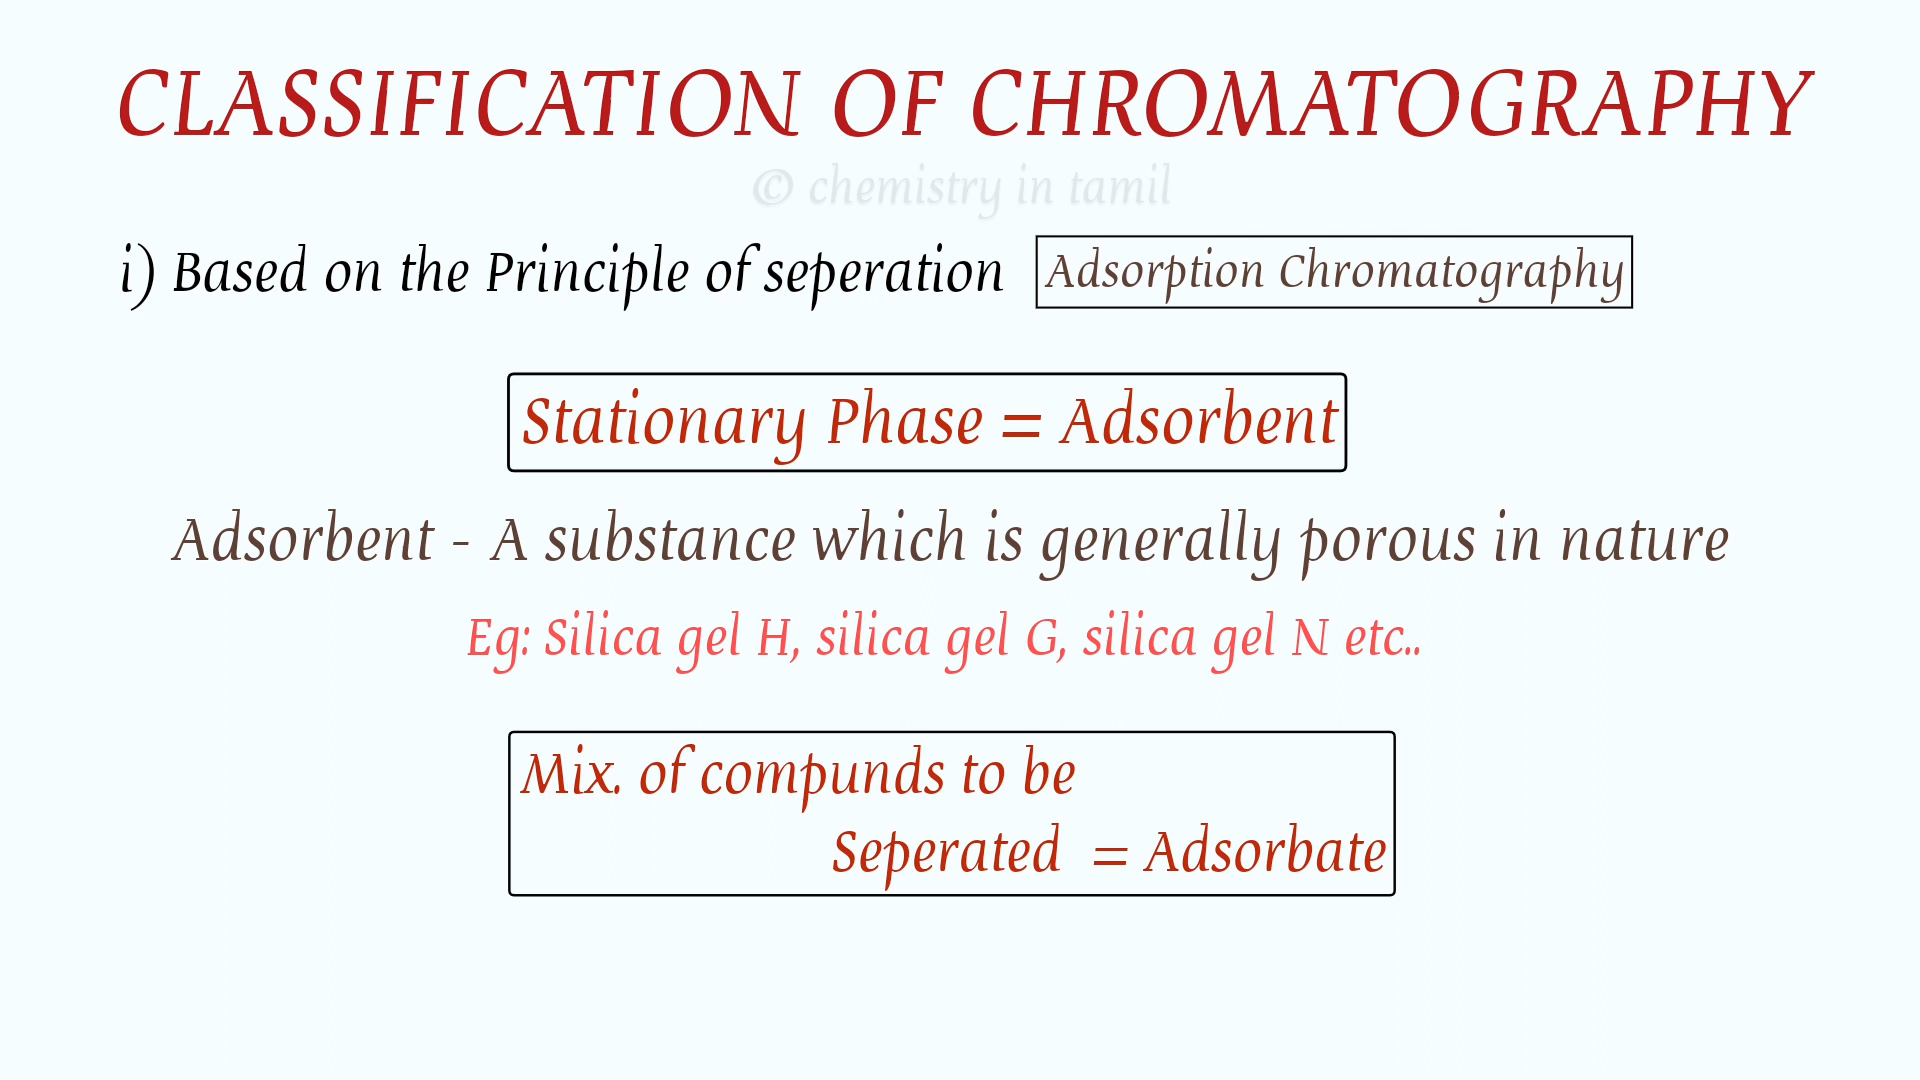 CLASSIFICATION OF CHROMATOGRAPHY
© chemistry in tamil
i) Based on the Principle of seperation Adsorption Chromatography
Stationary Phase = Adsorbent
Adsorbent - A substance which is generally porous in nature
Eg: Silica gel H, silica gel G, silica gel N etc..
Mix. of compunds to be
Seperated = Adsorbate